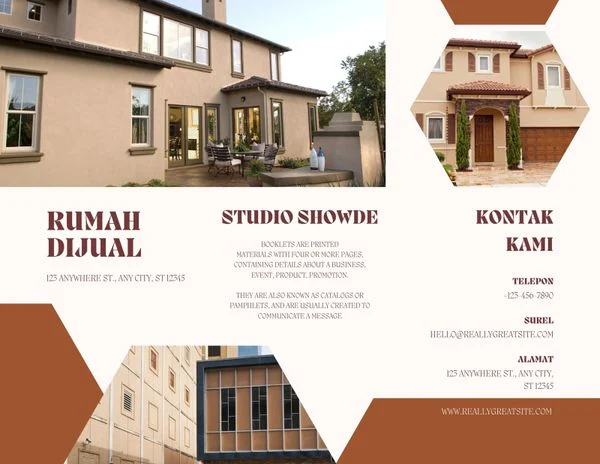 RUMAH
DIJUAL
123 ANYWHERE ST., ANY CITY, ST 12345
STUDIO SHOWDE
BOOKLETS ARE PRINTED
MATERIALS WITH FOUR OR MORE PAGES,
CONTAINING DETAILS ABOUT A BUSINESS,
EVENT, PRODUCT, PROMOTION.
THEY ARE ALSO KNOWN AS CATALOGS OR
PAMPHLETS, AND ARE USUALLY CREATED TO
COMMUNICATE A MESSAGE
KONTAK
KAMI
TELEPON
+123-456-7890
SUREL
HELLO@REALLYGREATSITE.COM
ALAMAT
123 ANYWHERE ST., ANY CITY,
ST 12345
WWW.REALLYGREATSITE.COM